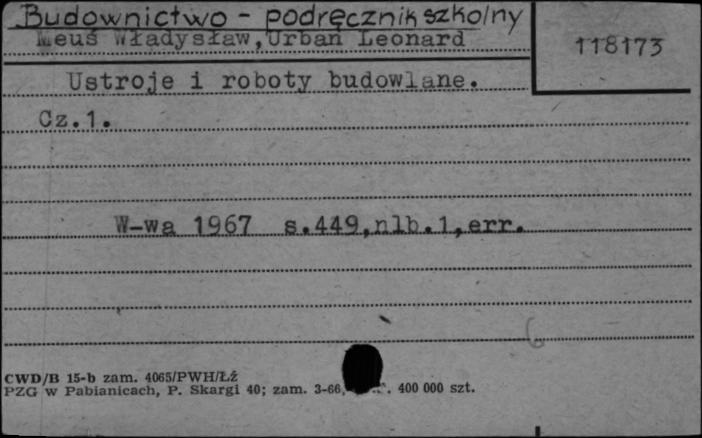 Budownictwo - podręcznik szkolny
Meuś Władysław, Urban Leonard
118173
Ustroje i roboty budowlane.
Cz.1.
W-wa 1967 s.449,nlb.1,err.
6
CWD/B 15-b zam. 4065/PWH/ŁŹ
PZG w Pabianicach, P. Skargi 40; zam. 3-66, 400 000 szt.